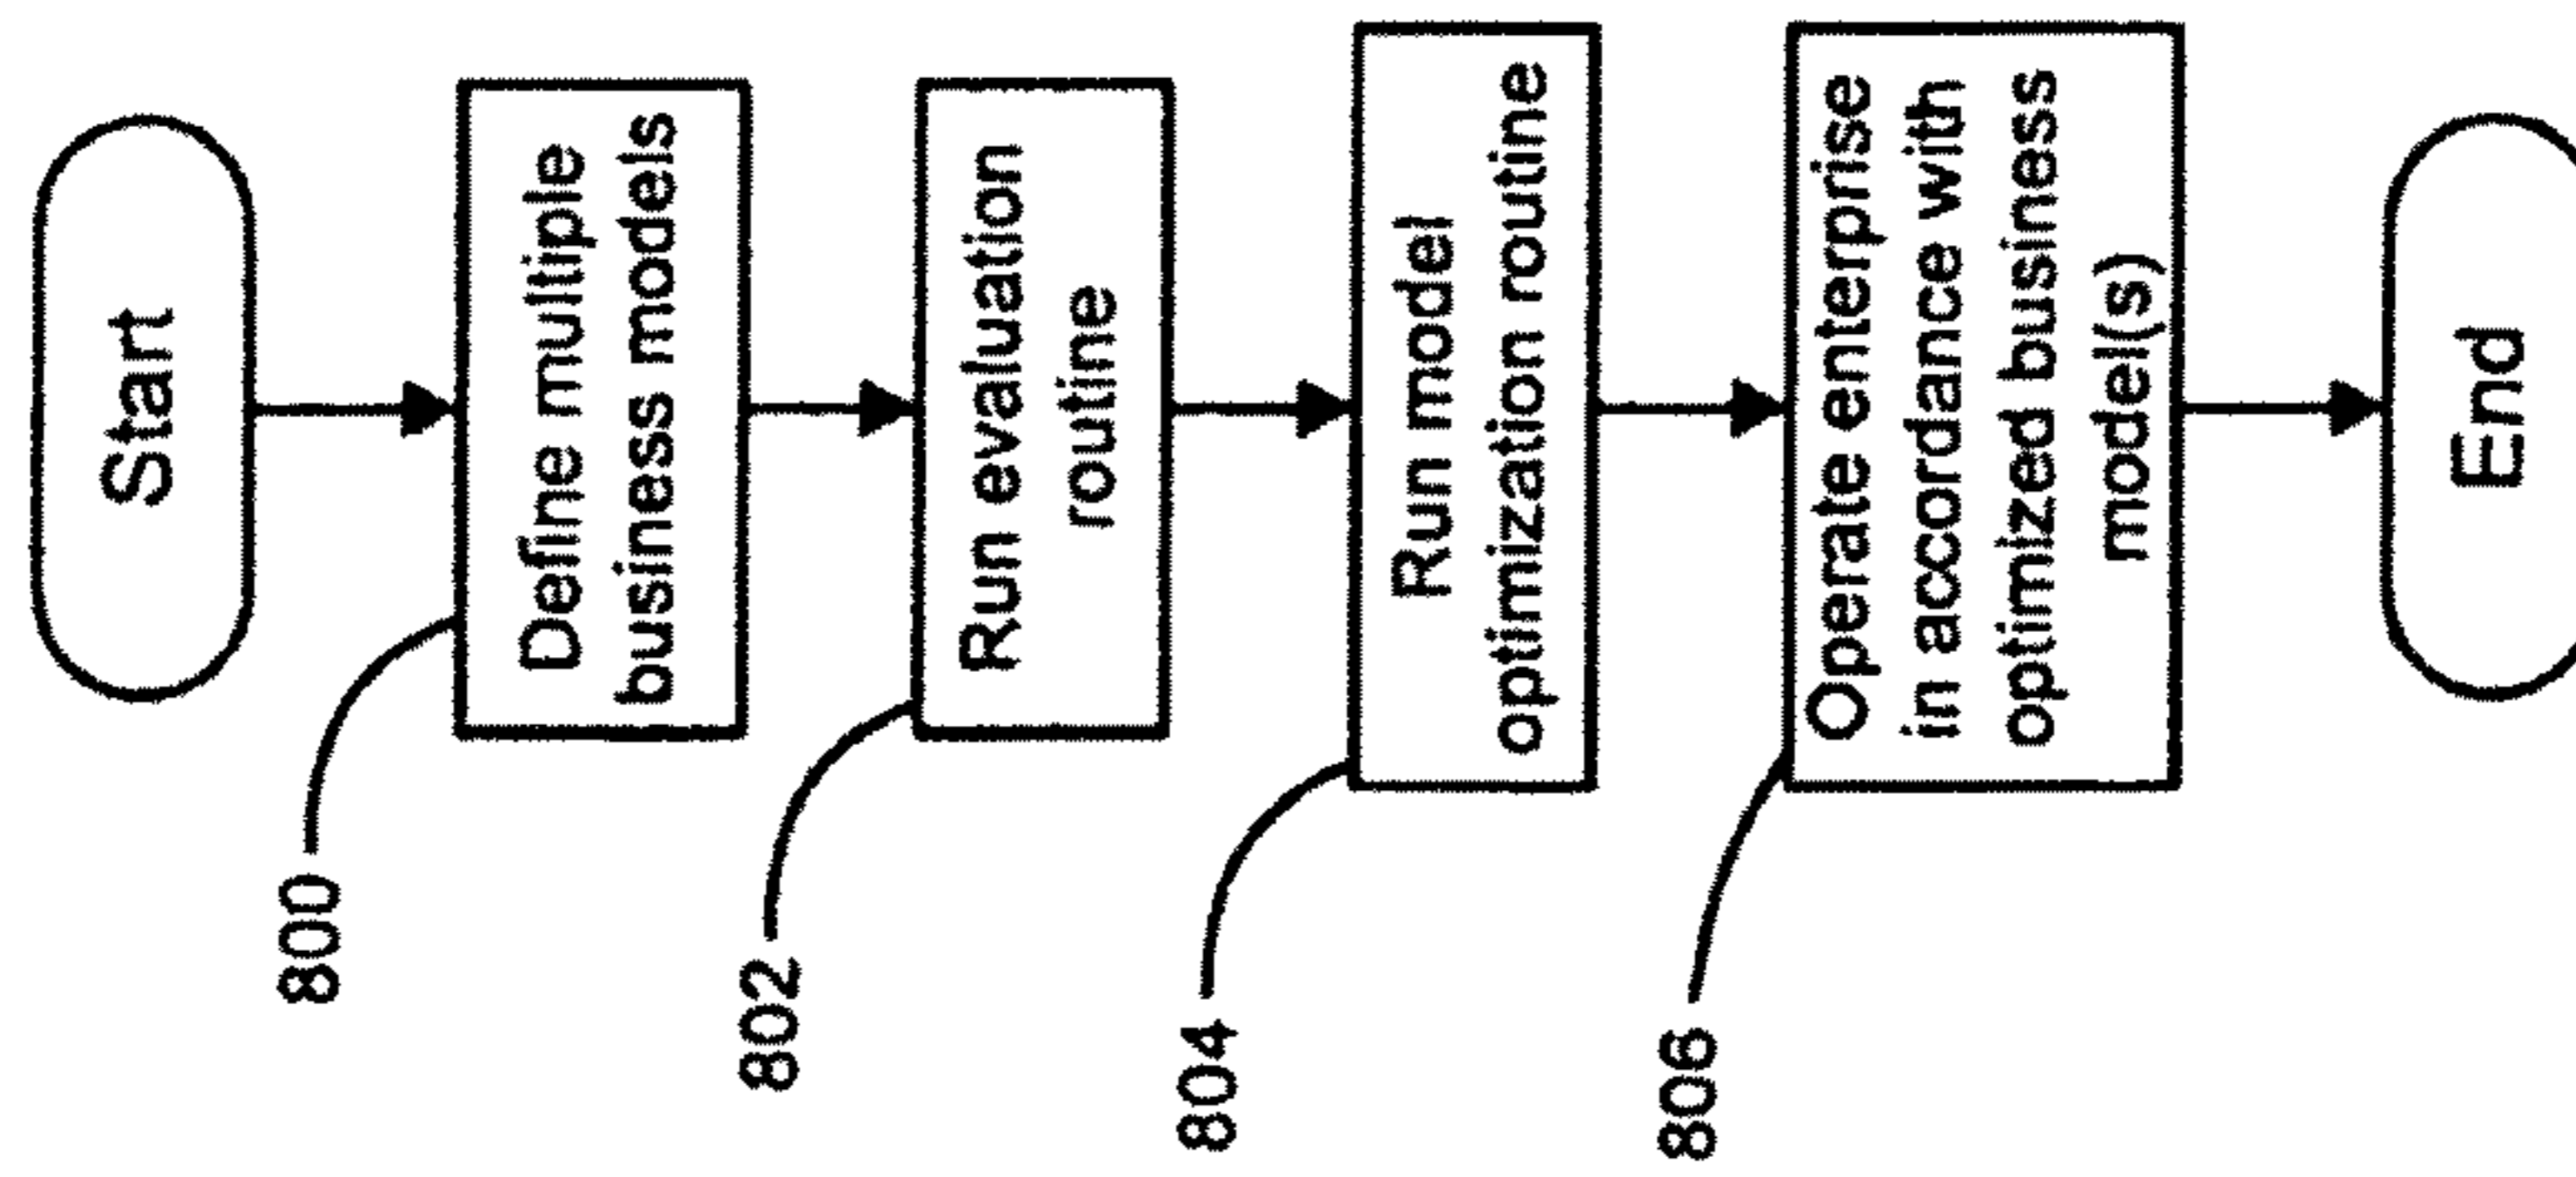 Start
800
Define multiple
business models
802
Run evaluation
routine
804
Run model
optimization routine
806
Operate enterprise
in accordance with
optimized business
model(s)
End